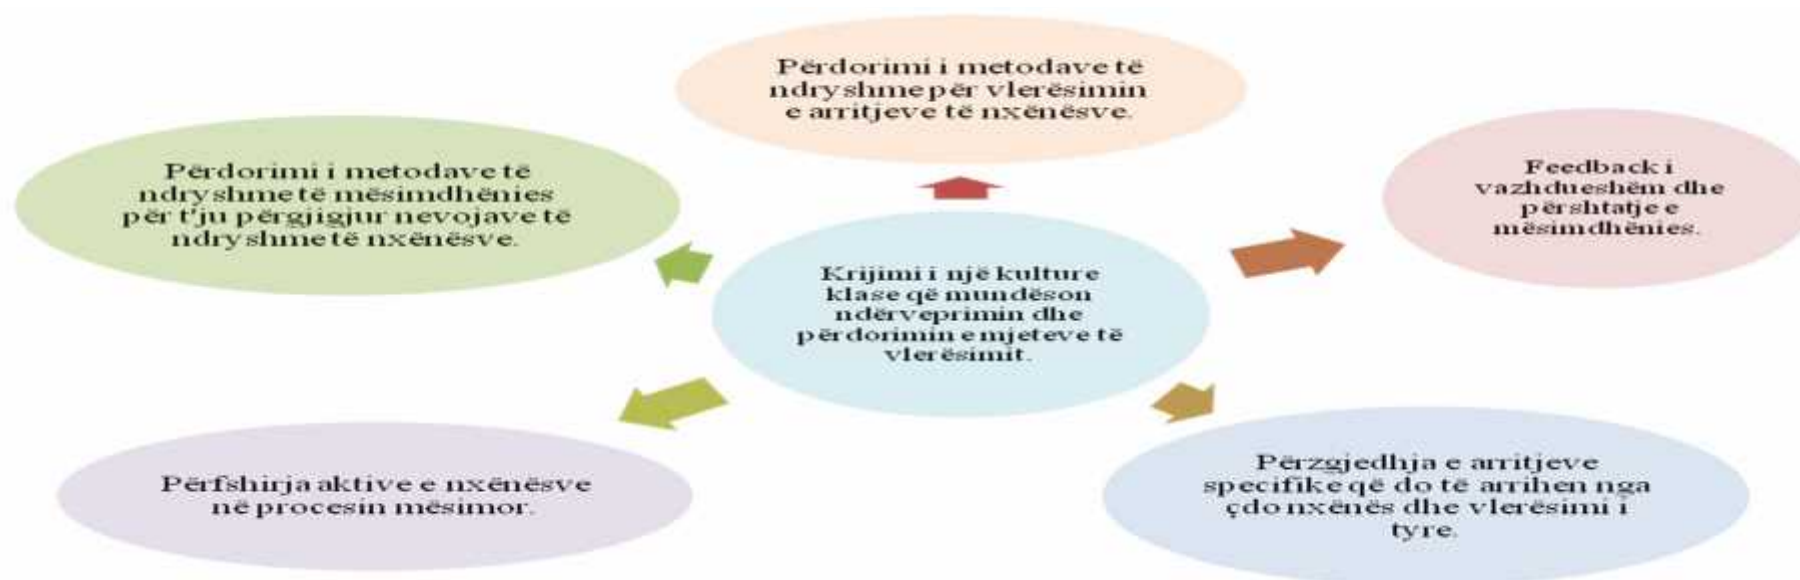 Përdorimi i metodave të
ndryshme për vlerësimin
e arritjeve të nxënësve.
Përdorimi i metodave të
ndryshme të mësimdhënies
për t'ju përgjigjur nevojave të
ndryshme të nxënësve.
Feedback i
vazhdueshëm dhe
përshtatje e
mësimdhënies.
Krijimi i një kulture
klase që mundëson
ndërveprimin dhe
përdorimin e mjeteve të
vlerësimit.
Përfshirja aktive e nxënësve
në procesin mësimor.
Përzgjedhja e arritjeve
specifike që do të arrihen nga
çdo nxënës dhe vlerësimi i
tyre.